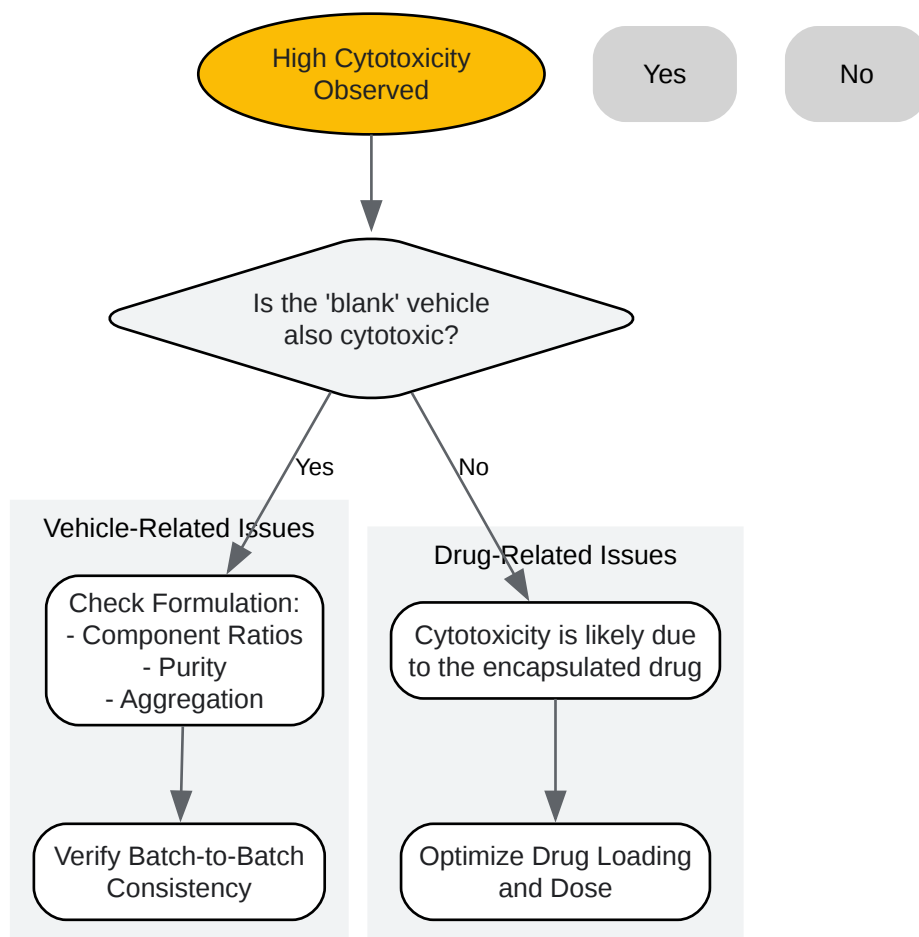 High Cytotoxicity
Observed
Yes
No
Is the 'blank' vehicle
also cytotoxic?
Yes
No
Vehicle-Related Issues
Check Formulation:
- Component Ratios
- Purity
- Aggregation
Verify Batch-to-Batch
Consistency
Drug-Related Issues
Cytotoxicity is likely due
to the encapsulated drug
Optimize Drug Loading
and Dose